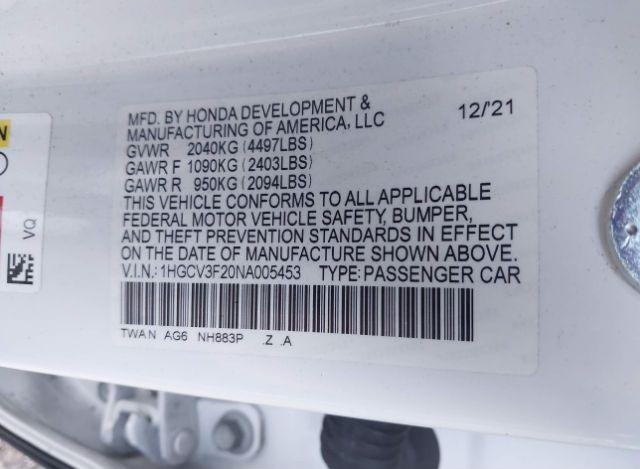 MFD. BY HONDA DEVELOPMENT & 12/'21
MANUFACTURING OF AMERICA, LLC
GVWR 2040KG (4497LBS)
GAWR F 1090KG (2403LBS)
GAWR R 950KG (2094LBS)
THIS VEHICLE CONFORMS TO ALL APPLICABLE
FEDERAL MOTOR VEHICLE SAFETY, BUMPER,
AND THEFT PREVENTION STANDARDS IN EFFECT
ON THE DATE OF MANUFACTURE SHOWN ABOVE.
V.I.N.: 1HGCV3F20NA005453 TYPE: PASSENGER CAR
TWAN AG6 NH883P .Z .A
VQ